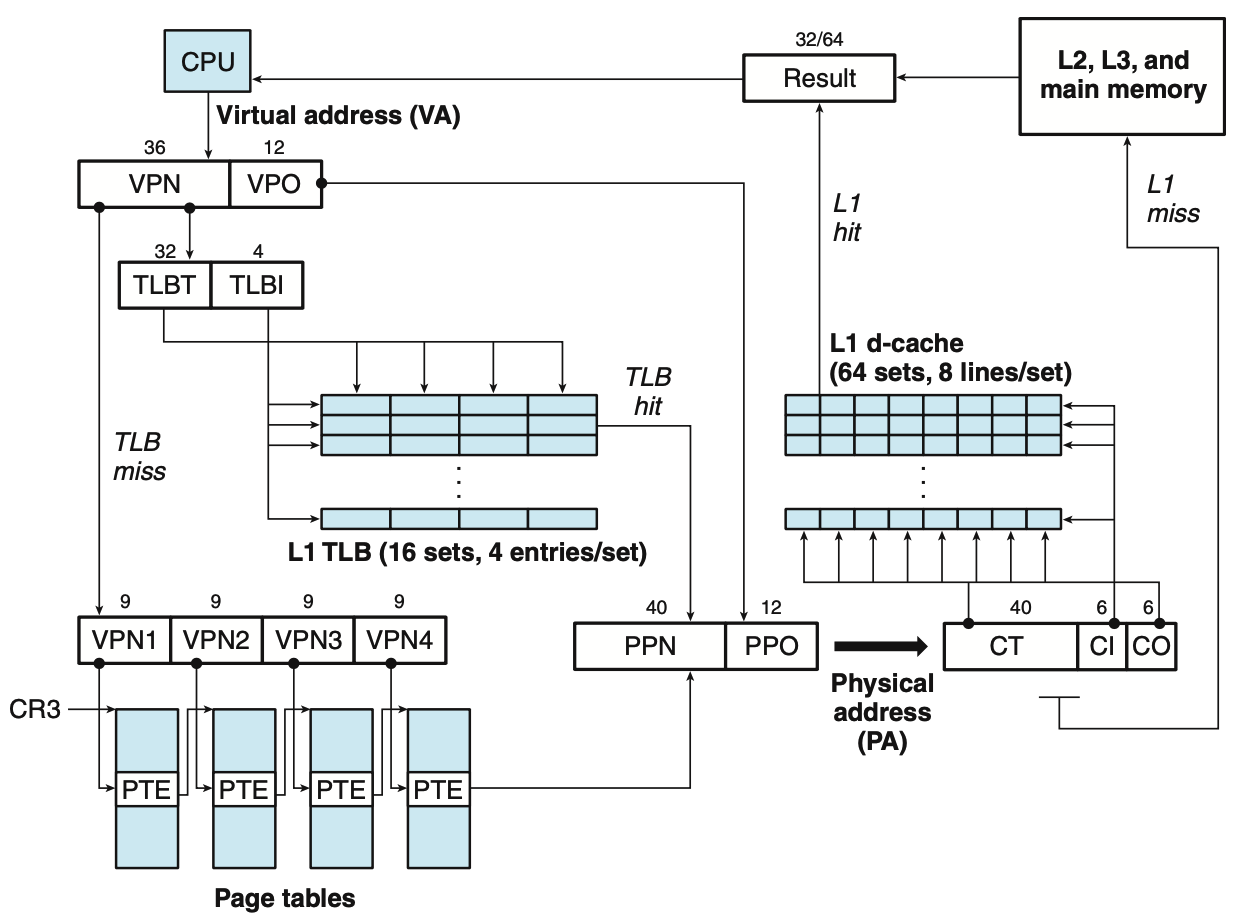 32/64
CPU
Result
L2, L3, and
main memory
Virtual address (VA)
36
12
VPN
VPO
L1
hit
L1
miss
32
4
TLBT
TLBI
L1 d-cache
(64 sets, 8 lines/set)
TLB
hit
TLB
miss
L1 TLB (16 sets, 4 entries/set)
9
9
9
9
VPN1
VPN2
VPN3
VPN4
40
12
PPN
PPO
40
6
6
CT
CI
CO
Physical
address
(PA)
CR3
PTE
PTE
PTE
PTE
Page tables